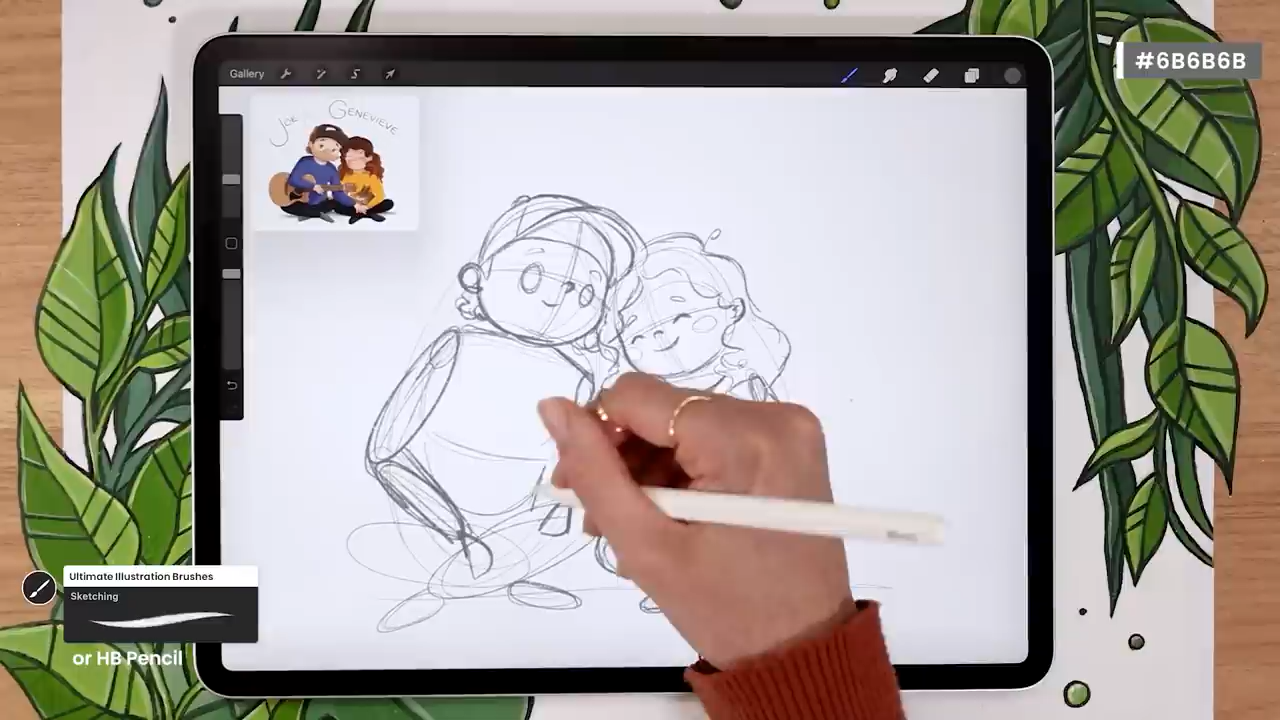 #6B6B6B
Gallery
Joe Genevieve
Ultimate Illustration Brushes
Sketching
or HB Pencil